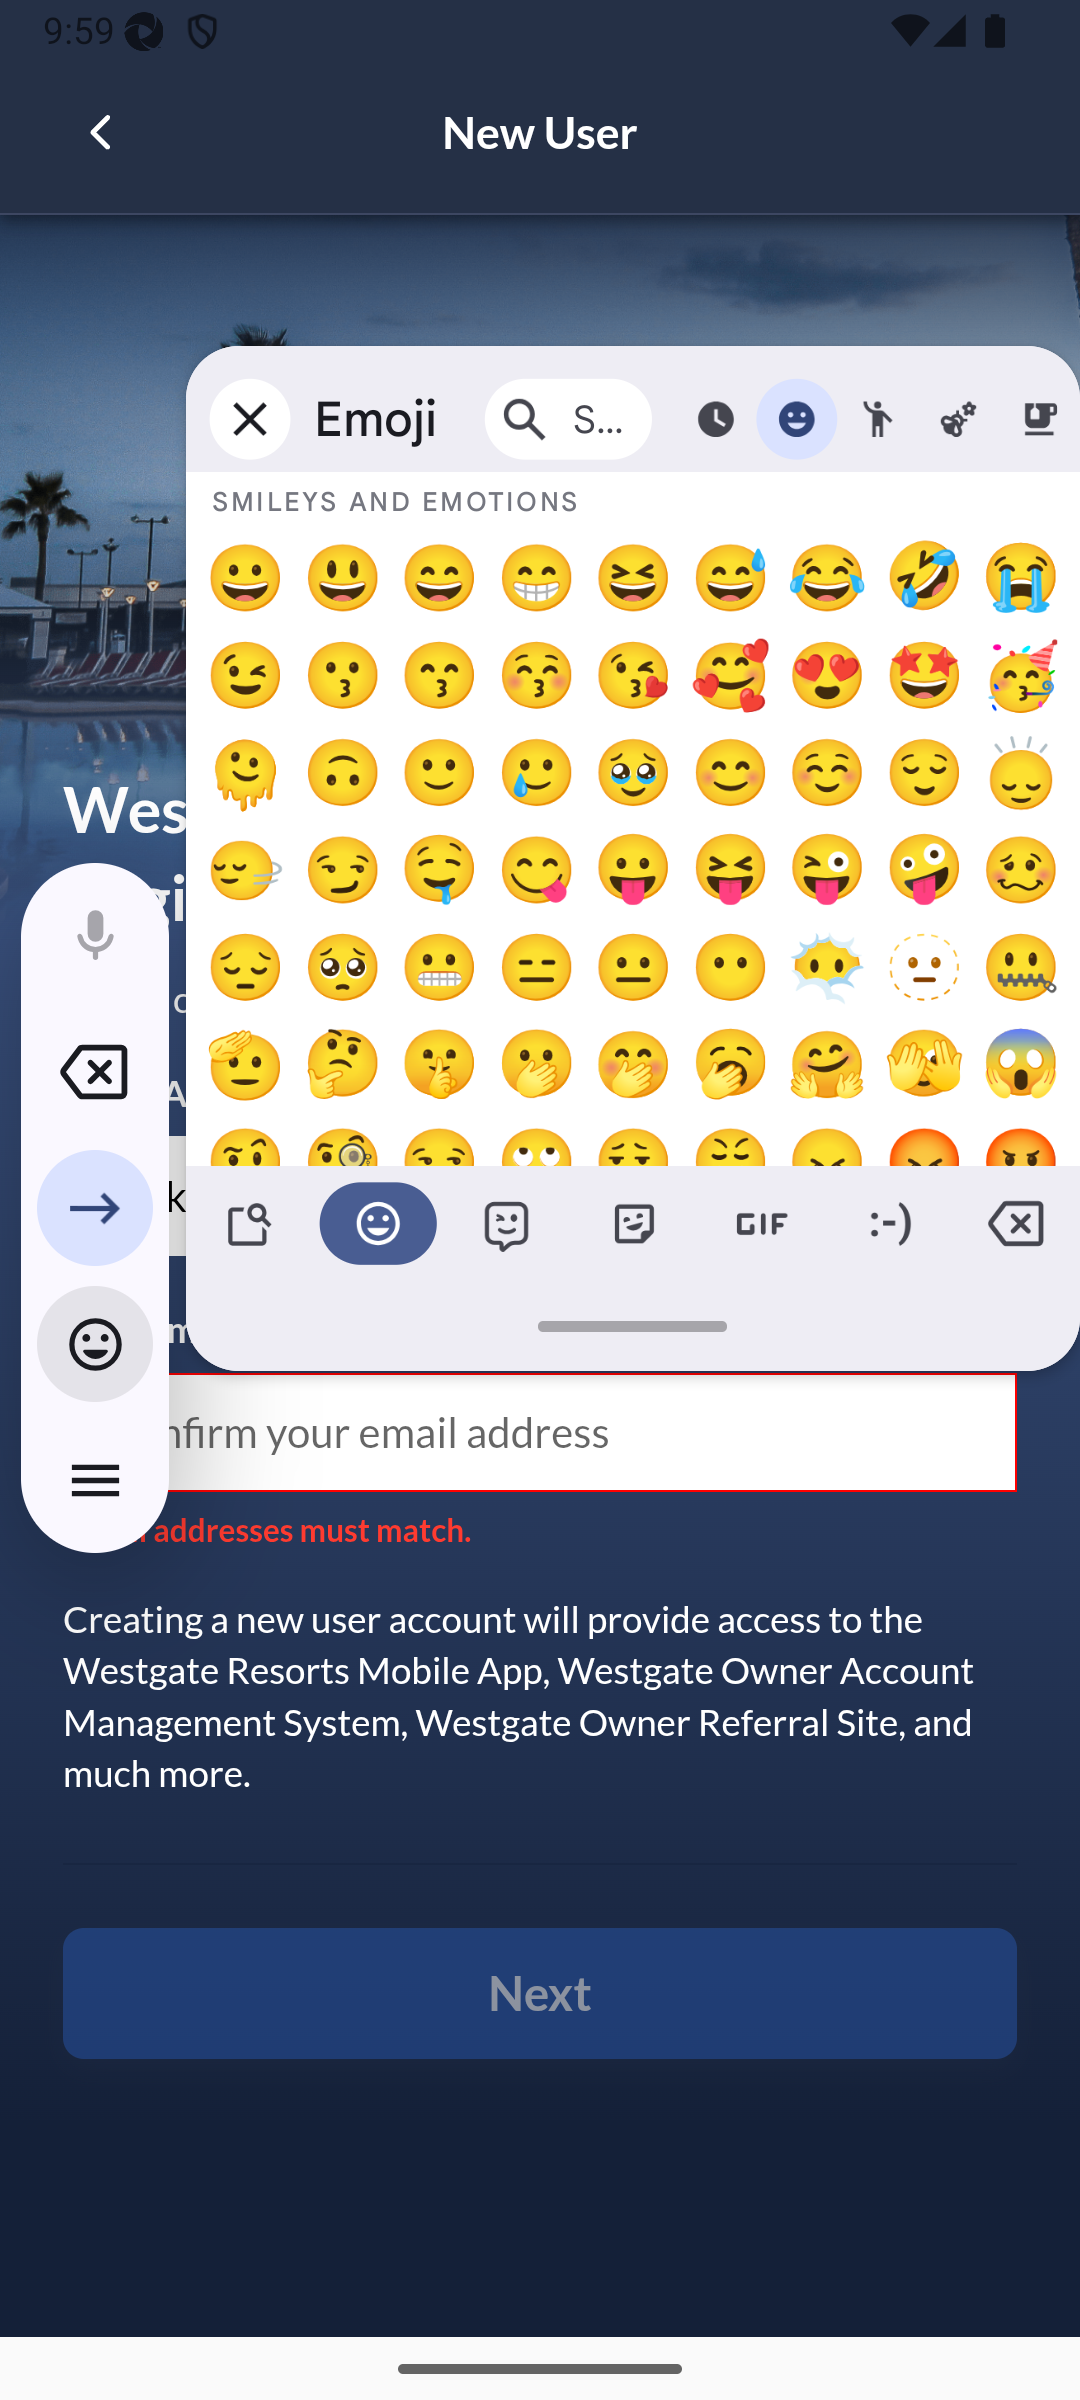 9:59
New User
Emoji
S...
SMILEYS AND EMOTIONS
Wes
gi
A
k
GIF
:-)
nfirm your email address
addresses must match.
Creating a new user account will provide access to the
Westgate Resorts Mobile App, Westgate Owner Account
Management System, Westgate Owner Referral Site, and
much more.
Next